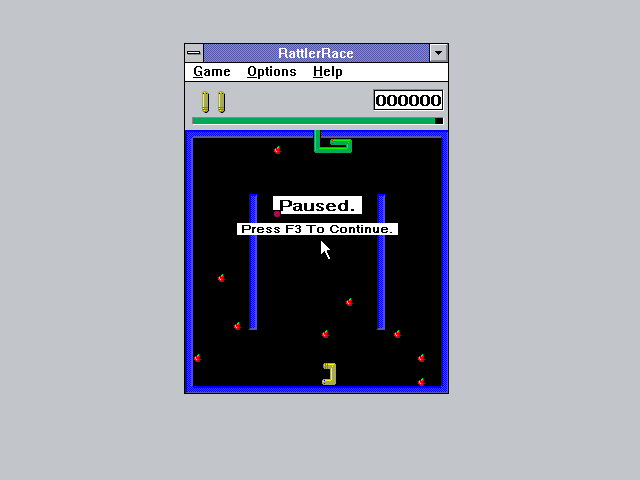 RattlerRace
Game Options Help
000000
Paused.
Press F3 To Continue.